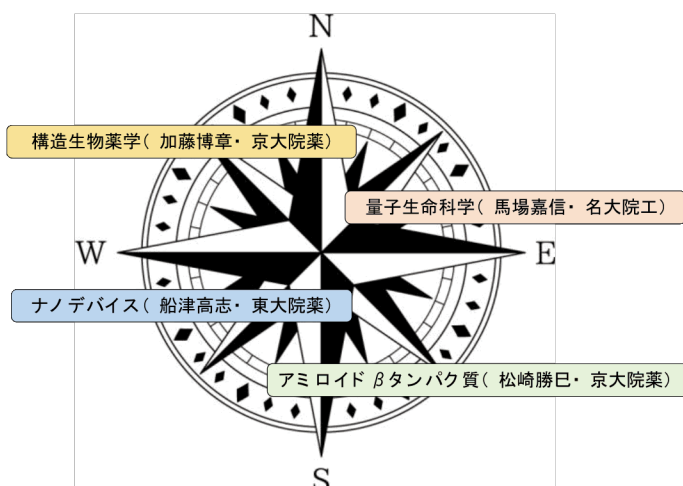 N
構造生物薬学( 加藤博章・ 京大院薬)
量子生命科学( 馬場嘉信・ 名大院工)
W
E
ナノデバイス( 船津高志・ 東大院薬)
アミロイドβタンパク質( 松崎勝巳・ 京大院薬)
S